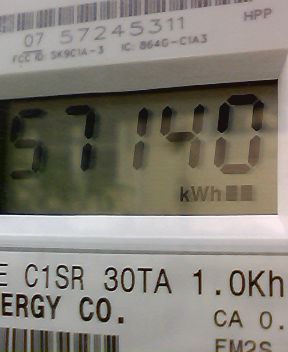 HPP
07 57245311
FCC ID: SK9C1A-3 IC: 864G-C1A3
57140
kWh
E C1SR 30TA 1.0Kh
NERGY CO.
CA 0.
FM2S